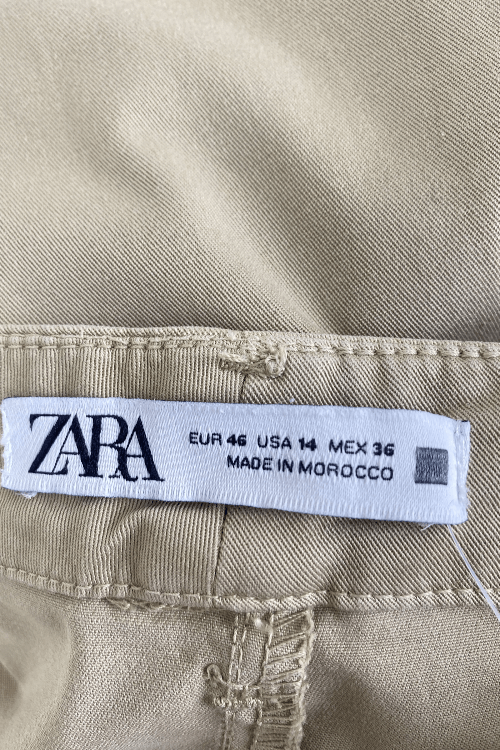 ZARA
EUR 46 USA 14 MEX 36
MADE IN MOROCCO